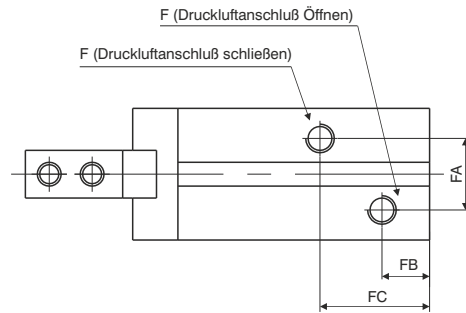 F (Druckluftanschluß Öffnen)
F (Druckluftanschluß schließen)
FA
FB
FC